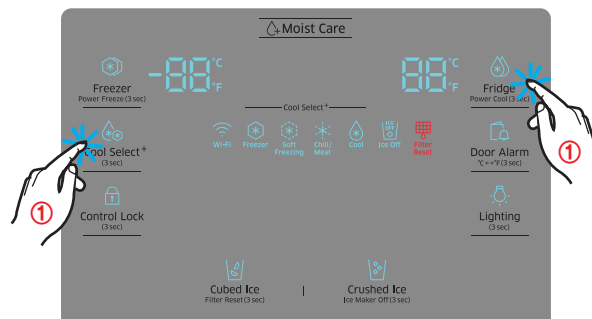 Moist Care
-88 °C °F
88 °C °F
Freezer
Power Freeze (3 sec)
Fridge
Power Cool (3 sec)
Cool Select+
Wi-Fi
Freezer
Soft
Freezing
Chill/
Meat
Cool
ICE
OFF
Ice Off
Filter
Reset
Cool Select+
(3 sec)
①
Door Alarm
°C↔°F (3 sec)
①
Control Lock
(3 sec)
Lighting
(3 sec)
Cubed Ice
Filter Reset (3 sec)
Crushed Ice
Ice Maker Off (3 sec)